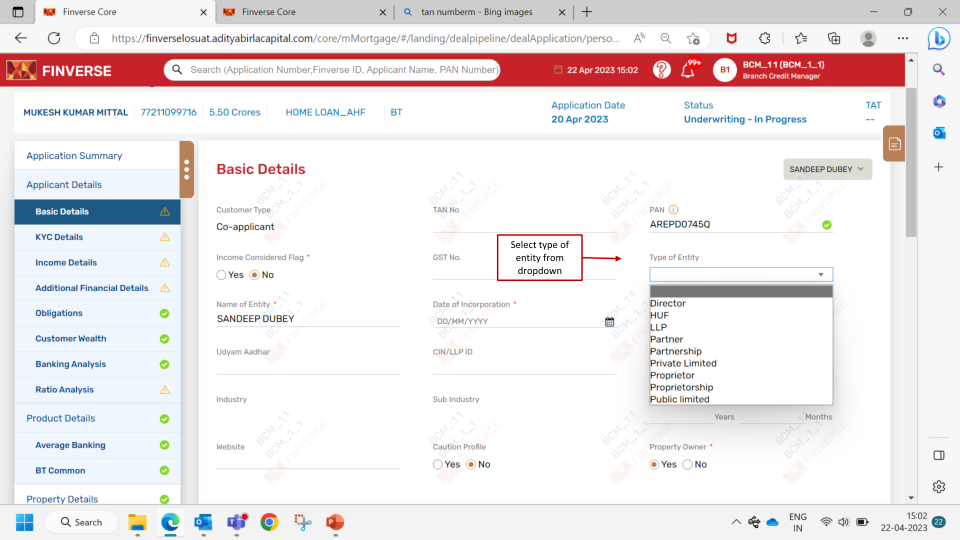 Finverse Core
Finverse Core
tan numberm - Bing images
https://finverselosuat.adityabirlacapital.com/core/mMortgage/#/landing/dealpipeline/dealApplication/perso...
FINVERSE
Search (Application Number,Finverse ID, Applicant Name, PAN Number)
22 Apr 2023 15:02
99+
B1
BCM_1 1 (BCM_1_1)
Branch Credit Manager
MUKESH KUMAR MITTAL
77211099716
5.50 Crores
HOME LOAN_AHF
BT
Application Date
20 Apr 2023
Status
Underwriting - In Progress
TAT
--
Application Summary
Applicant Details
Basic Details
KYC Details
Income Details
Additional Financial Details
Obligations
Customer Wealth
Banking Analysis
Ratio Analysis
Product Details
Average Banking
BT Common
Property Details
Basic Details
SANDEEP DUBEY
Customer Type
Co-applicant
TAN No
PAN
AREPD0745Q
Income Considered Flag *
Yes No
GST No.
Select type of
entity from
dropdown
Type of Entity
Director
HUF
LLP
Partner
Partnership
Private Limited
Proprietor
Proprietorship
Public limited
Name of Entity *
SANDEEP DUBEY
Date of Incorporation *
DD/MM/YYYY
Udyam Aadhar
CIN/LLP ID
Industry
Sub Industry
Years
Months
Website
Caution Profile
Yes No
Property Owner *
Yes No
BCM_1_1
FINVERSE
Search
ENG
IN
15:02
22-04-2023
22